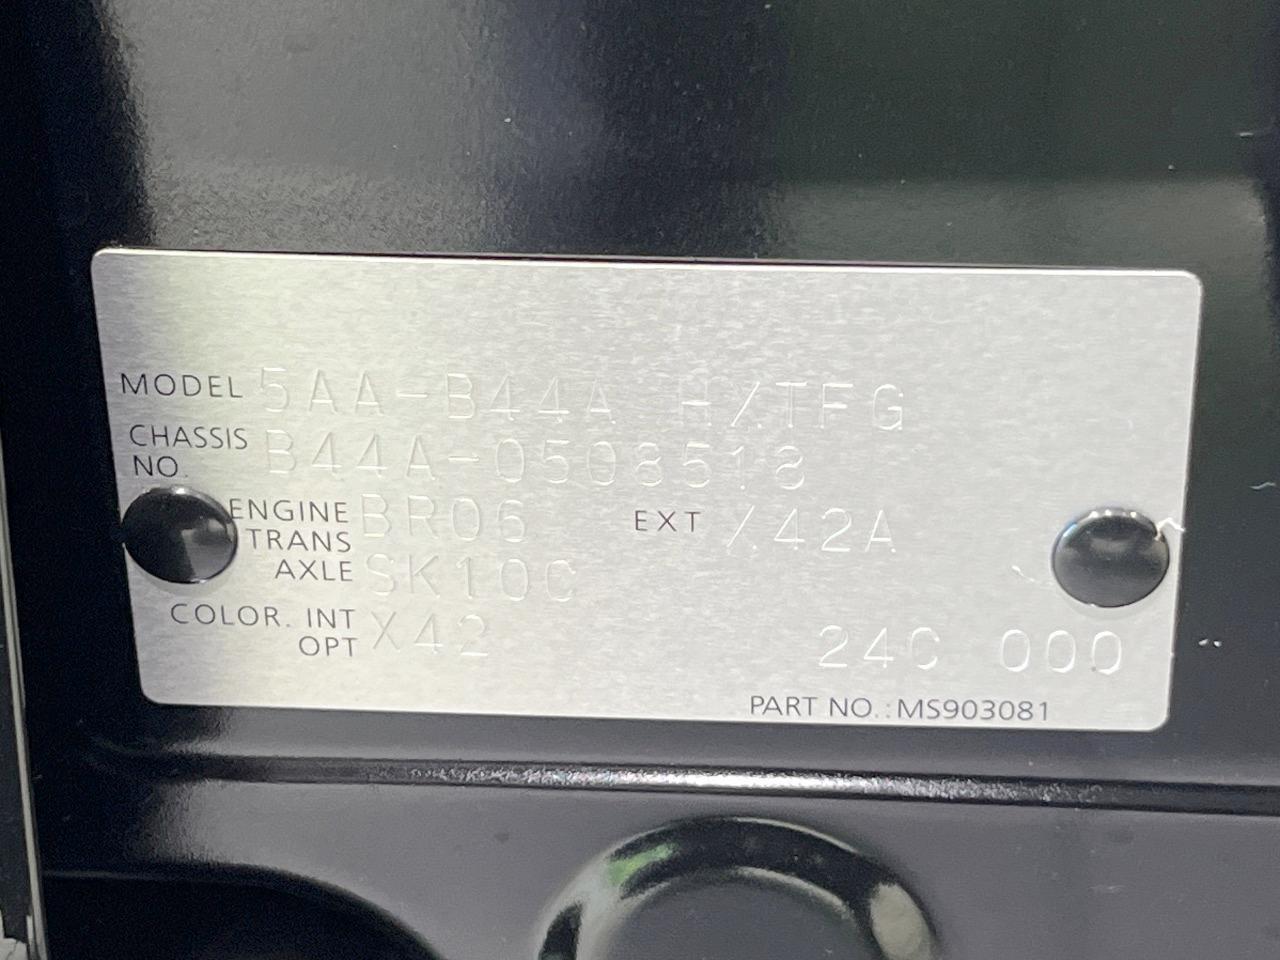 MODEL 5AA-B44A HXTFG
CHASSIS NO. B44A-0508518
ENGINE BR06 EXT X42A
TRANS AXLE SK10C
COLOR. INT OPT X42 24C 000
PART NO.:MS903081